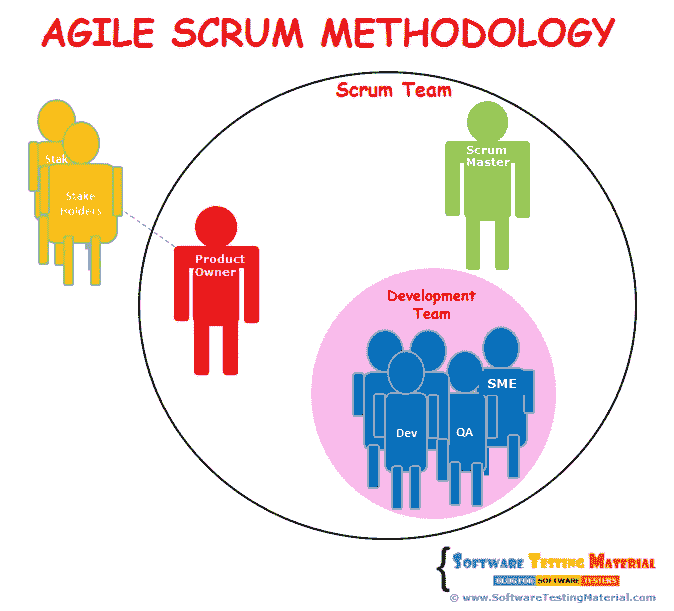 AGILE SCRUM METHODOLOGY
Scrum Team
Scrum
Master
Stak
Stake
Holders
Product
Owner
Development
Team
SME
Dev
QA
{ SOFTWARE TESTING MATERIAL
BLOG FOR SOFTWARE TESTERS
© www.SoftwareTestingMaterial.com